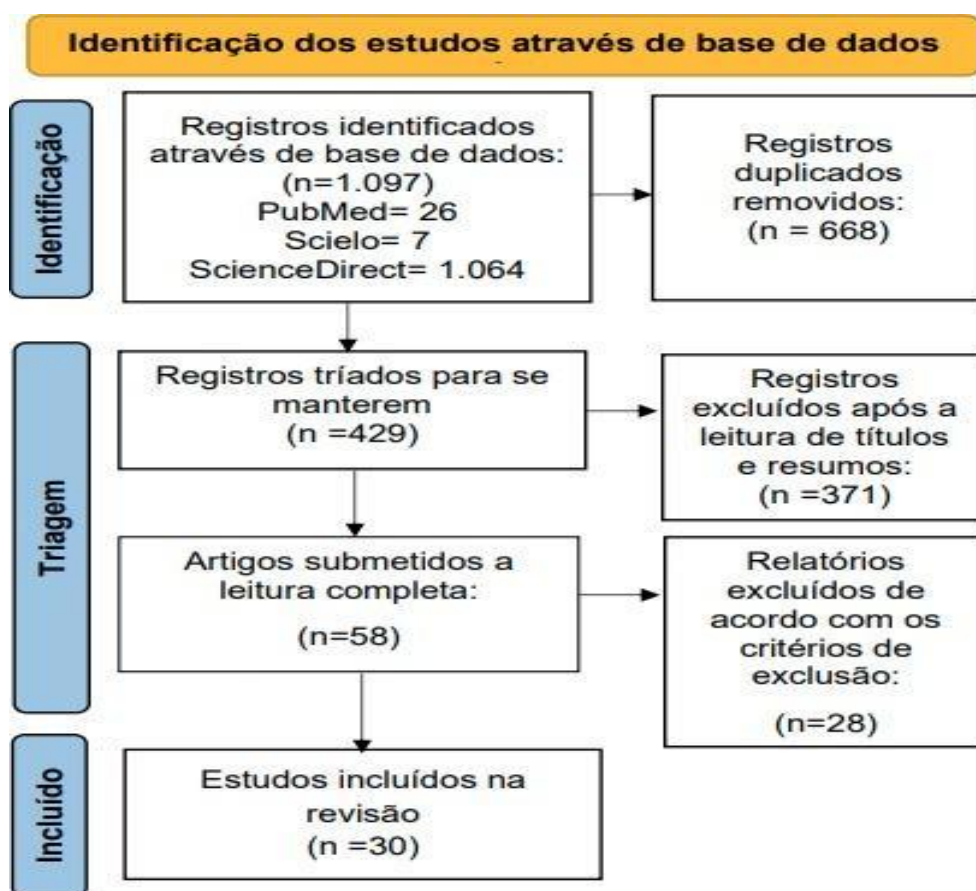 Identificação dos estudos através de base de dados
Identificação
Registros identificados
através de base de dados:
(n=1.097)
PubMed= 26
Scielo= 7
ScienceDirect= 1.064
Registros
duplicados
removidos:
(n = 668)
Triagem
Registros tríados para se
manterem
(n =429)
Registros
excluídos após a
leitura de títulos
e resumos:
(n =371)
Artigos submetidos a
leitura completa:
(n=58)
Relatórios
excluídos de
acordo com os
critérios de
exclusão:
(n=28)
Incluído
Estudos incluídos na
revisão
(n =30)